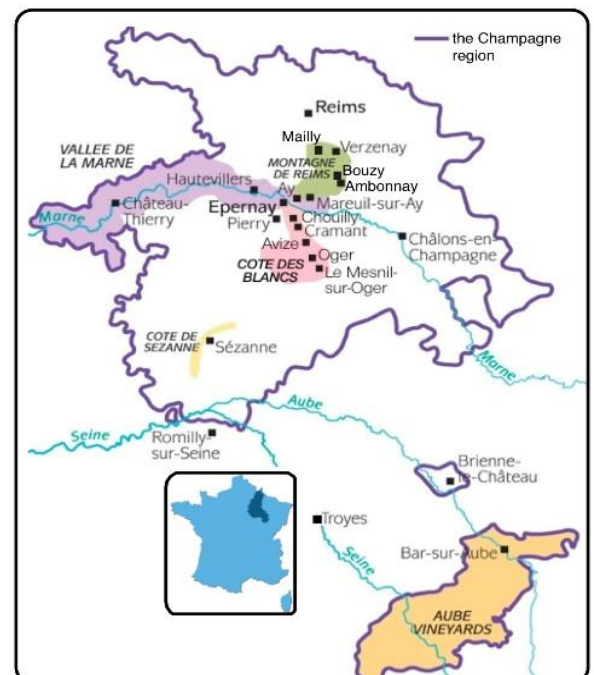 the Champagne
region
Reims
Mailly
Verzenay
VALLEE DE
LA MARNE
MONTAGNE
DE REIMS
Bouzy
Hautevillers
Ay
Ambonnay
Marne
Château-
Thierry
Epernay
Mareuil-sur-Ay
Pierry
Chouilly
Cramant
Avize
Châlons-en-
Champagne
Oger
COTE DES
BLANCS
Le Mesnil-
sur-Oger
COTE DE
SEZANNE
Sézanne
Marne
Aube
Seine
Romilly-
sur-Seine
Brienne-
le-Château
Troyes
Seine
Bar-sur-Aube
AUBE
VINEYARDS